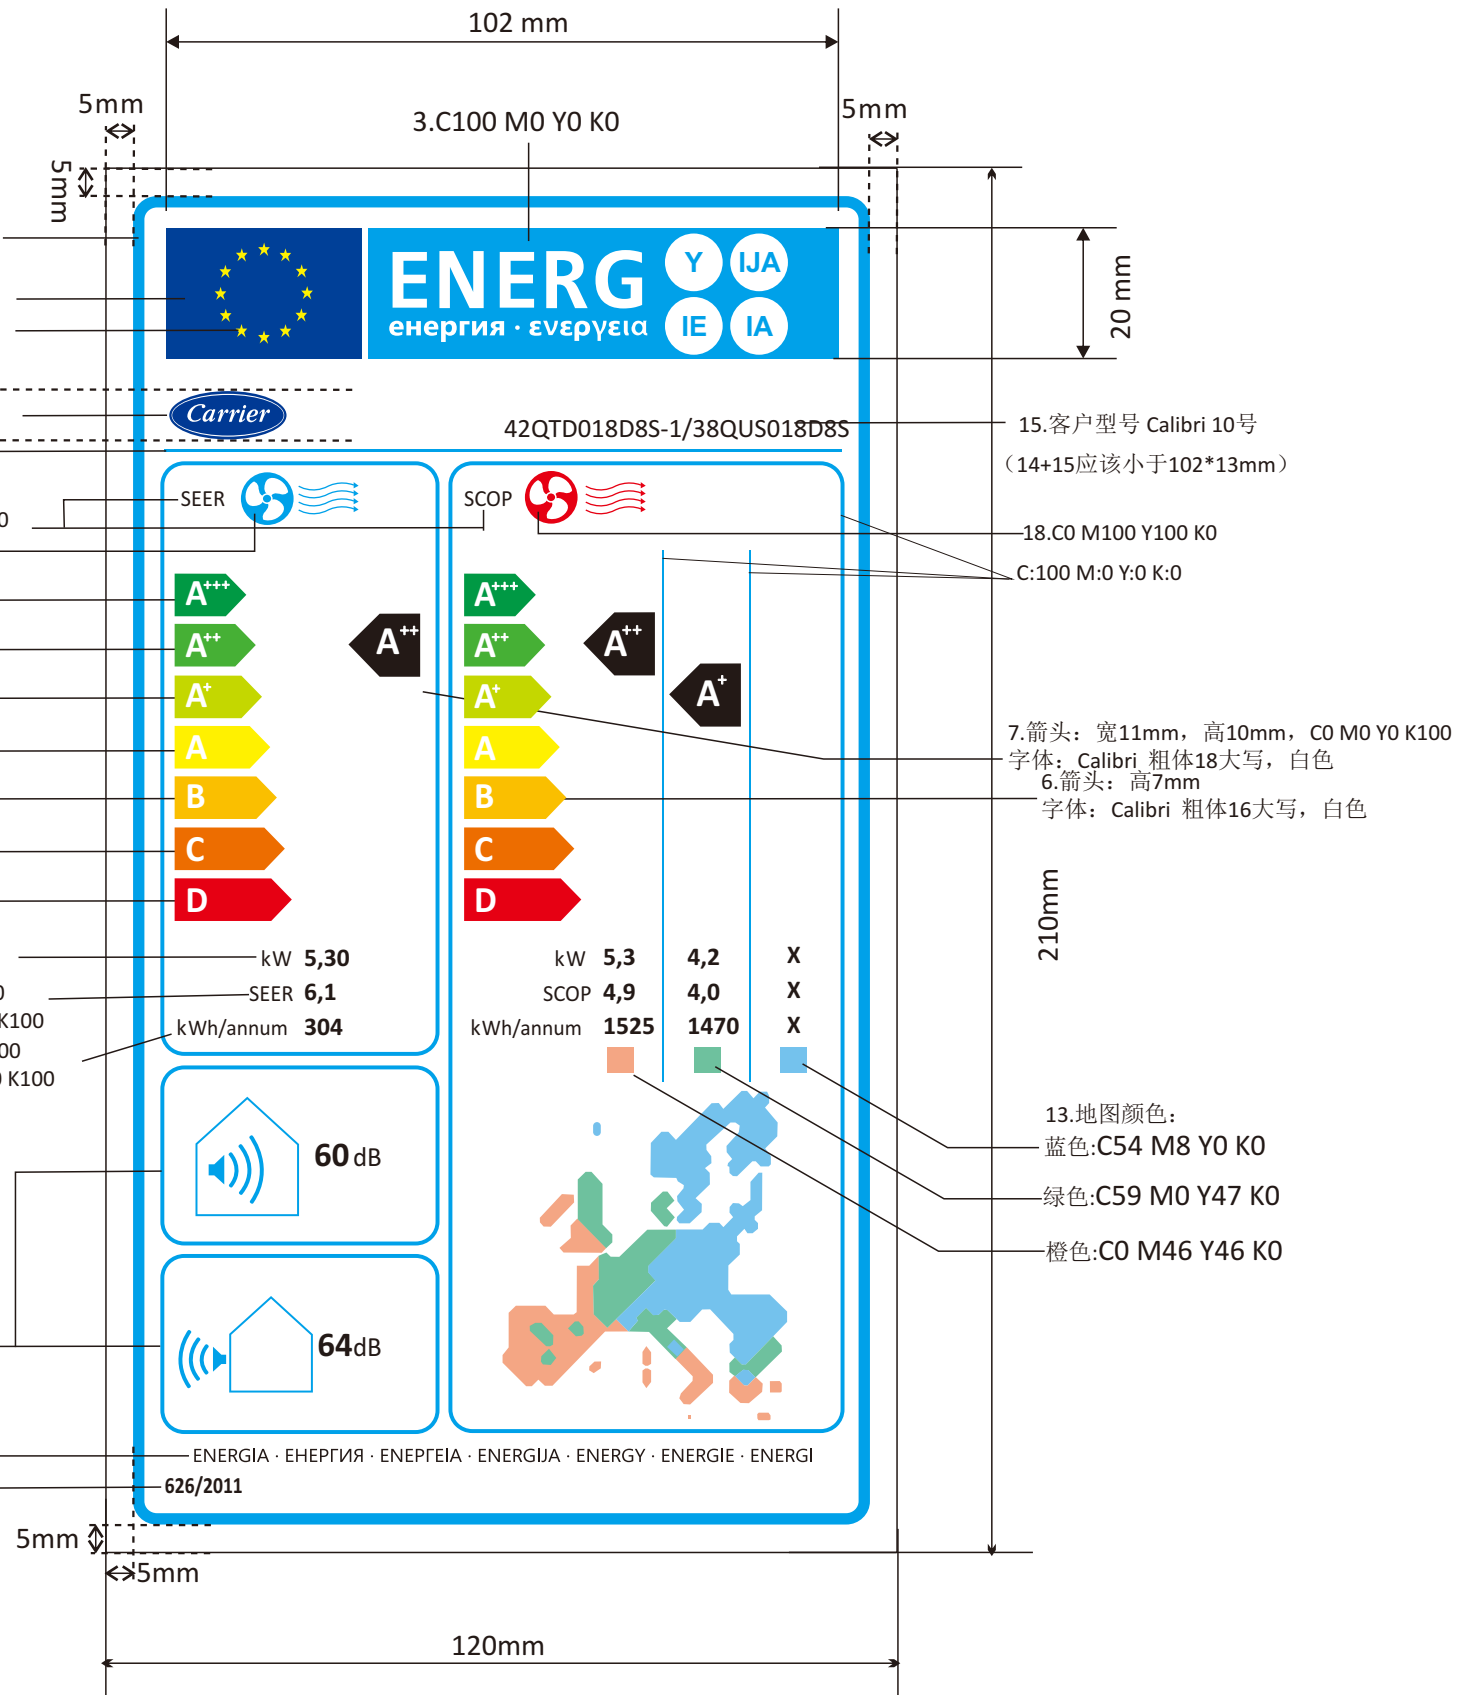 102 mm
5mm
3.C100 M0 Y0 K0
5mm
5mm
ENERG
Y
IJA
енергия · ενεργεια
IE
IA
20 mm
Carrier
42QTD018D8S-1/38QUS018D8S
15.客户型号 Calibri 10号
（14+15应该小于102*13mm）
SEER
SCOP
0
18.C0 M100 Y100 K0
C:100 M:0 Y:0 K:0
A+++
A+++
A++
A++
A++
A++
A+
A+
A+
A
A
7.箭头：宽11mm，高10mm，C0 M0 Y0 K100
字体：Calibri 粗体18大写，白色
6.箭头：高7mm
字体：Calibri 粗体16大写，白色
B
B
C
C
D
D
210mm
kW 5,30
kW 5,3 4,2 X
0
SEER 6,1
SCOP 4,9 4,0 X
K100
kWh/annum 304
kWh/annum 1525 1470 X
00
0 K100
13.地图颜色：
蓝色:C54 M8 Y0 K0
绿色:C59 M0 Y47 K0
橙色:C0 M46 Y46 K0
60 dB
64dB
ENERGIA · ЕНЕРГИЯ · ΕΝΕΡΓΕΙΑ · ENERGIJA · ENERGY · ENERGIE · ENERGI
626/2011
5mm
5mm
120mm